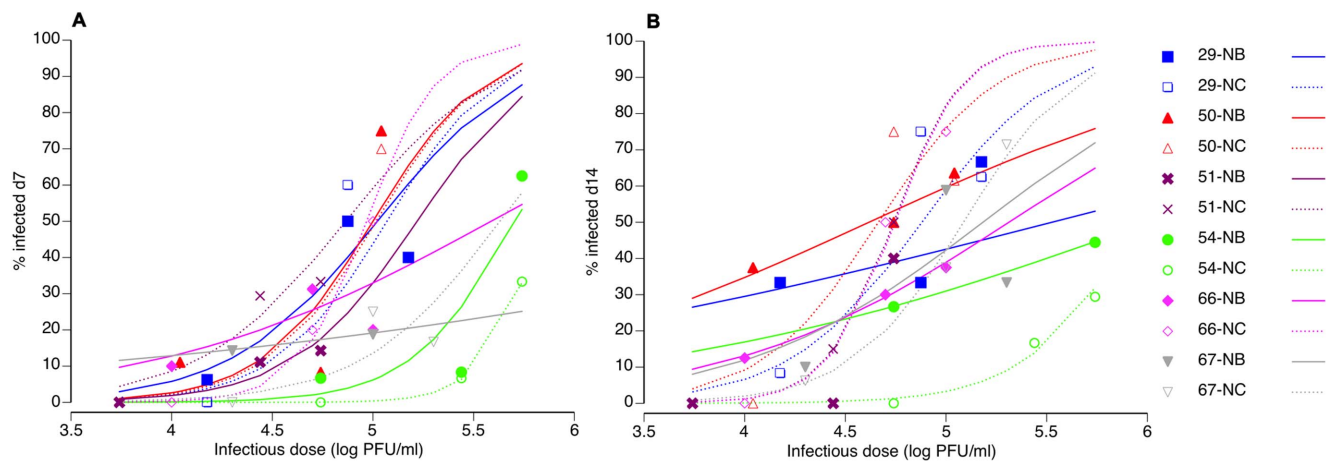 A
100
90
80
70
60
50
40
30
20
10
0
% infected d7
3.5 4 4.5 5 5.5 6
Infectious dose (log PFU/ml)
B
100
90
80
70
60
50
40
30
20
10
0
% infected d14
3.5 4 4.5 5 5.5 6
Infectious dose (log PFU/ml)
29-NB
29-NC
50-NB
50-NC
51-NB
51-NC
54-NB
54-NC
66-NB
66-NC
67-NB
67-NC